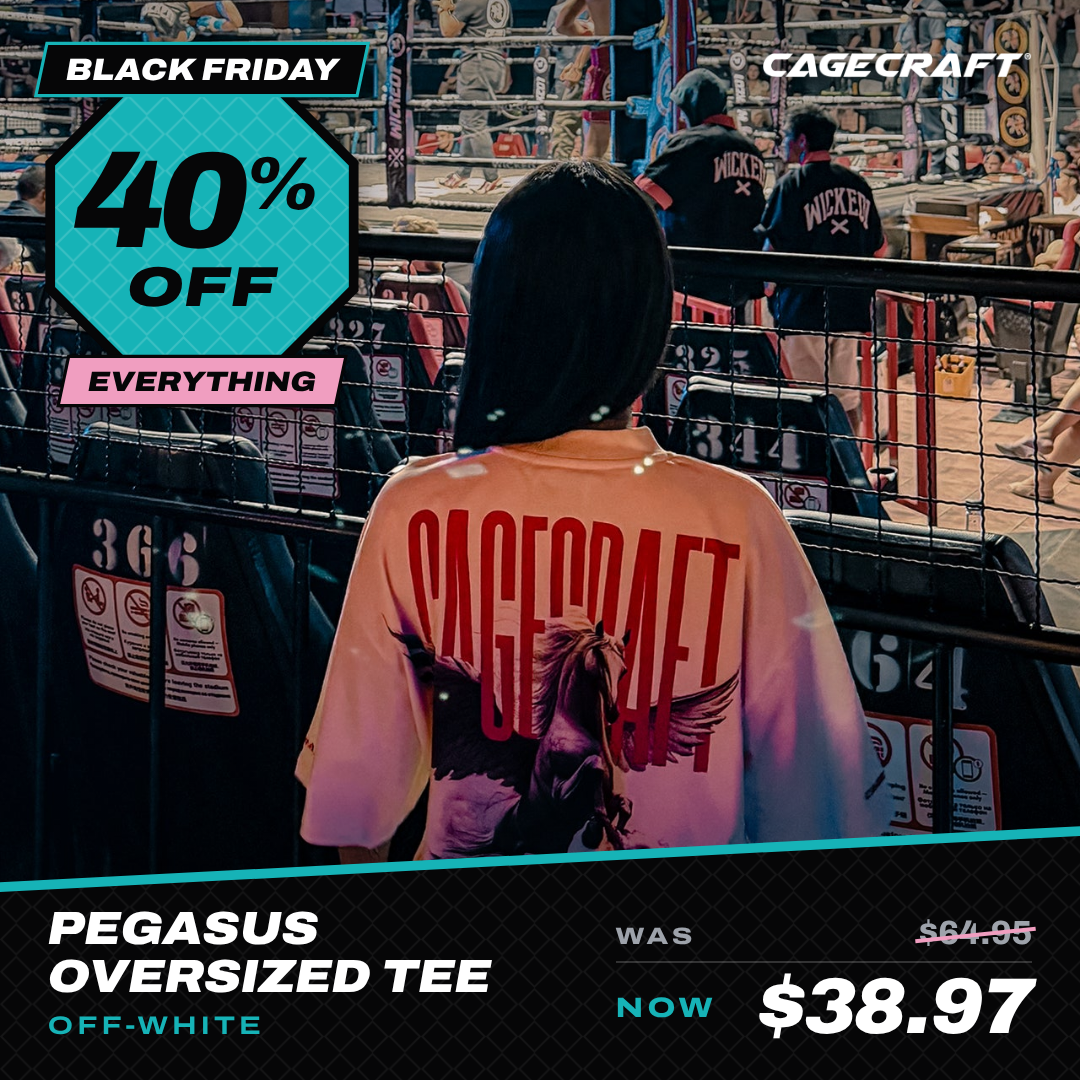 BLACK FRIDAY
CAGECRAFT®
40%
OFF
EVERYTHING
WICKED
WICKED
327
325
344
366
CAGECRAFT
64
PEGASUS
OVERSIZED TEE
OFF-WHITE
WAS
$64.95
NOW
$38.97